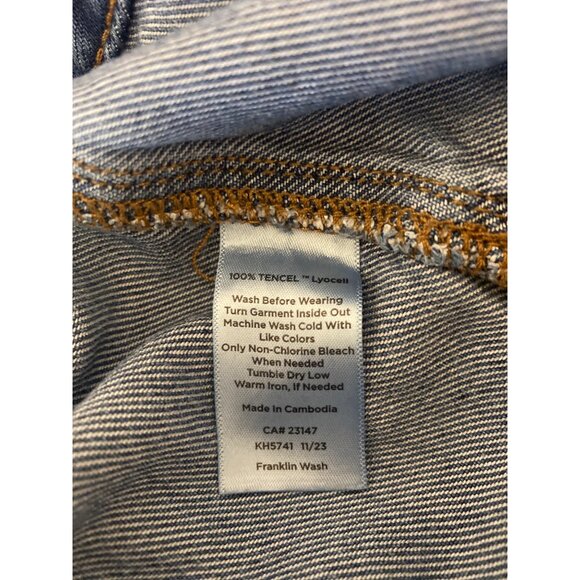 100% TENCEL ™ Lyocell
Wash Before Wearing
Turn Garment Inside Out
Machine Wash Cold With
Like Colors
Only Non-Chlorine Bleach
When Needed
Tumble Dry Low
Warm Iron, If Needed
Made In Cambodia
CA# 23147
KH5741 11/23
Franklin Wash